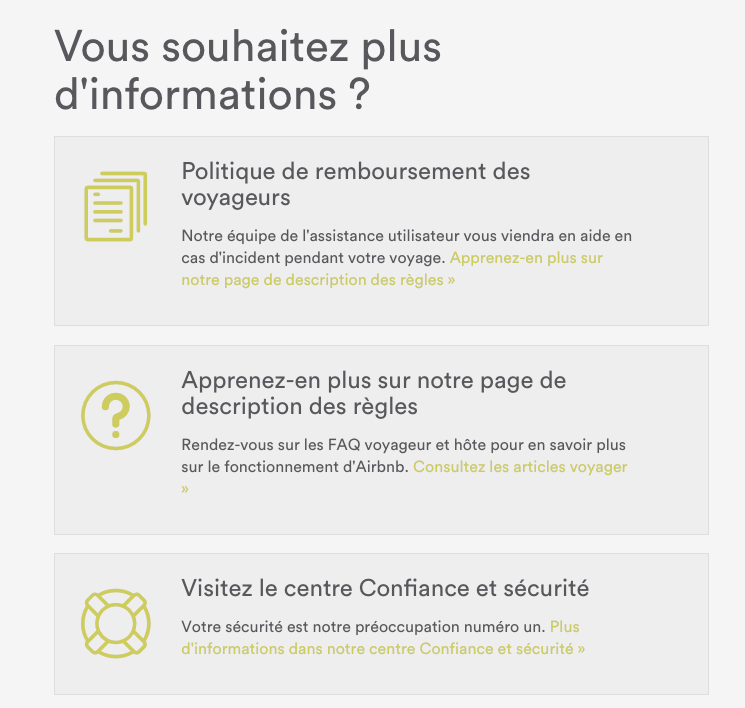 Vous souhaitez plus
d'informations ?
Politique de remboursement des
voyageurs
Notre équipe de l'assistance utilisateur vous viendra en aide en
cas d'incident pendant votre voyage. Apprenez-en plus sur
notre page de description des règles »
Apprenez-en plus sur notre page de
description des règles
Rendez-vous sur les FAQ voyageur et hôte pour en savoir plus
sur le fonctionnement d'Airbnb. Consultez les articles voyager
»
Visitez le centre Confiance et sécurité
Votre sécurité est notre préoccupation numéro un. Plus
d'informations dans notre centre Confiance et sécurité »